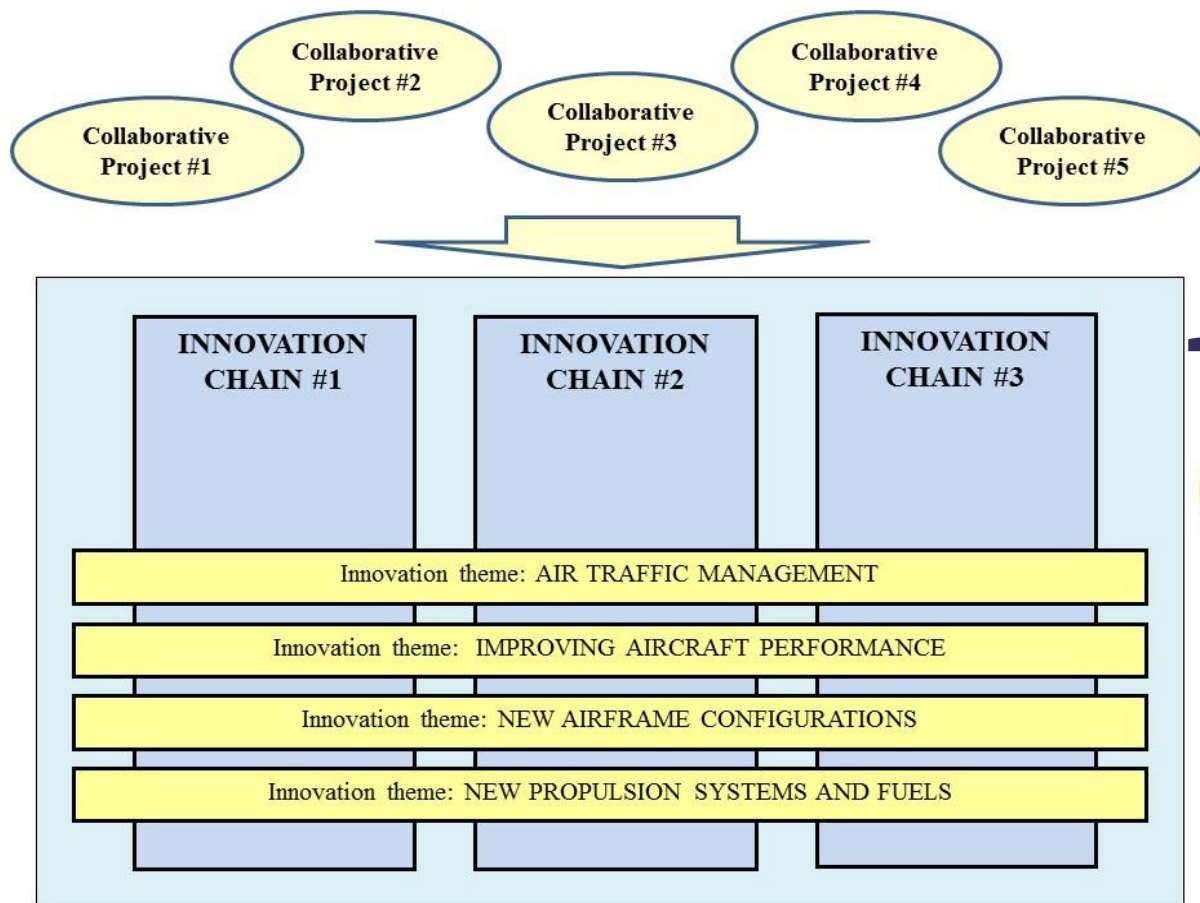 Collaborative
Project #2
Collaborative
Project #4
Collaborative
Project #3
Collaborative
Project #1
Collaborative
Project #5
INNOVATION
CHAIN #1
INNOVATION
CHAIN #2
INNOVATION
CHAIN #3
Innovation theme: AIR TRAFFIC MANAGEMENT
Innovation theme: IMPROVING AIRCRAFT PERFORMANCE
Innovation theme: NEW AIRFRAME CONFIGURATIONS
Innovation theme: NEW PROPULSION SYSTEMS AND FUELS